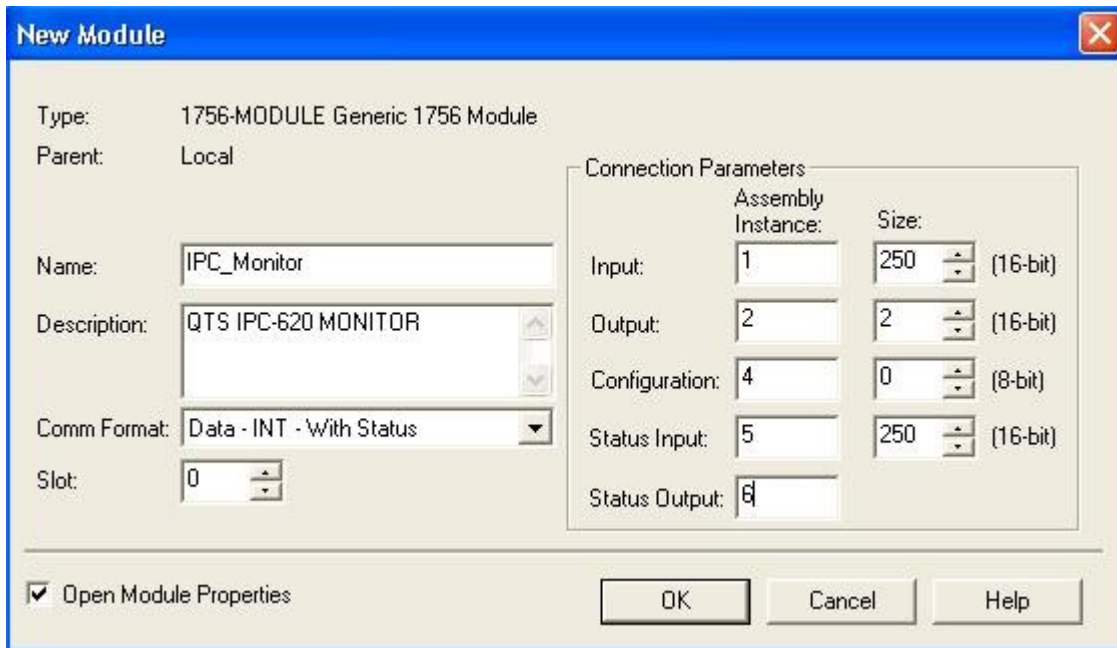 New Module
Type: 1756-MODULE Generic 1756 Module
Parent: Local
Connection Parameters
Assembly
Instance: Size:
Name: IPC_Monitor
Input: 1 250 (16-bit)
Description: QTS IPC-620 MONITOR
Output: 2 2 (16-bit)
Configuration: 4 0 (8-bit)
Comm Format: Data - INT - With Status
Status Input: 5 250 (16-bit)
Slot: 0
Status Output: 6
Open Module Properties
OK Cancel Help